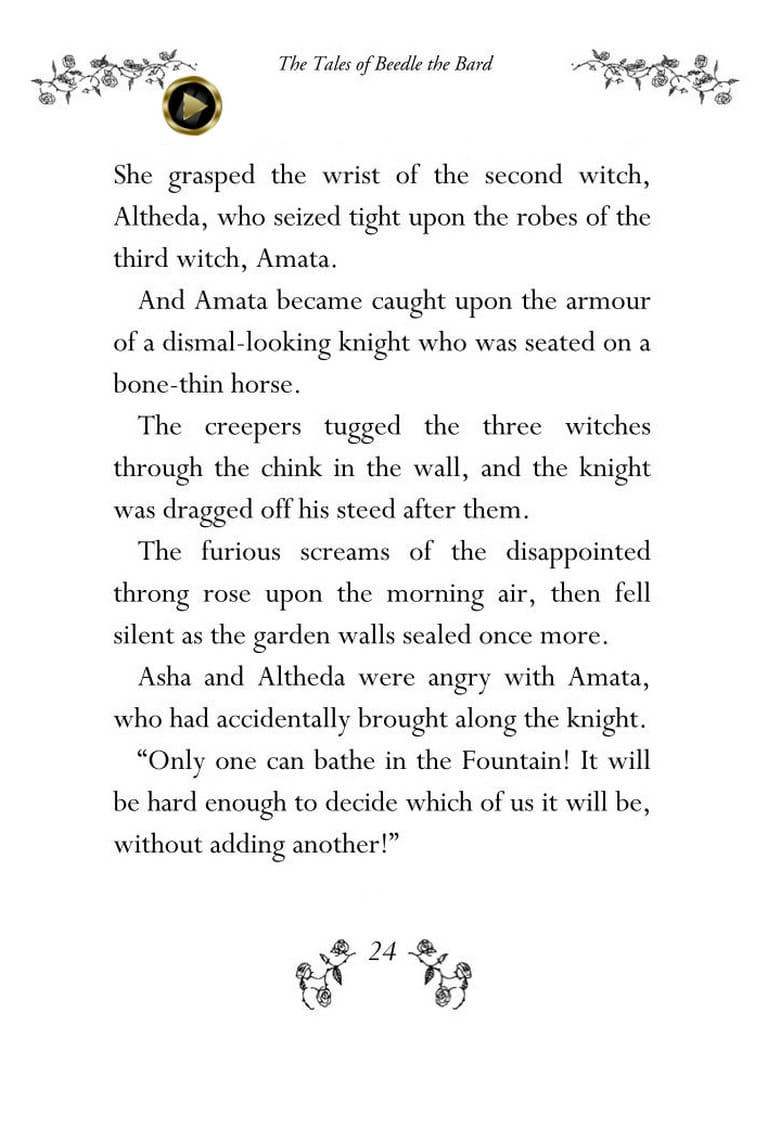 The Tales of Beedle the Bard
She grasped the wrist of the second witch,
Altheda, who seized tight upon the robes of the
third witch, Amata.
And Amata became caught upon the armour
of a dismal-looking knight who was seated on a
bone-thin horse.
The creepers tugged the three witches
through the chink in the wall, and the knight
was dragged off his steed after them.
The furious screams of the disappointed
throng rose upon the morning air, then fell
silent as the garden walls sealed once more.
Asha and Altheda were angry with Amata,
who had accidentally brought along the knight.
“Only one can bathe in the Fountain! It will
be hard enough to decide which of us it will be,
without adding another!”
24